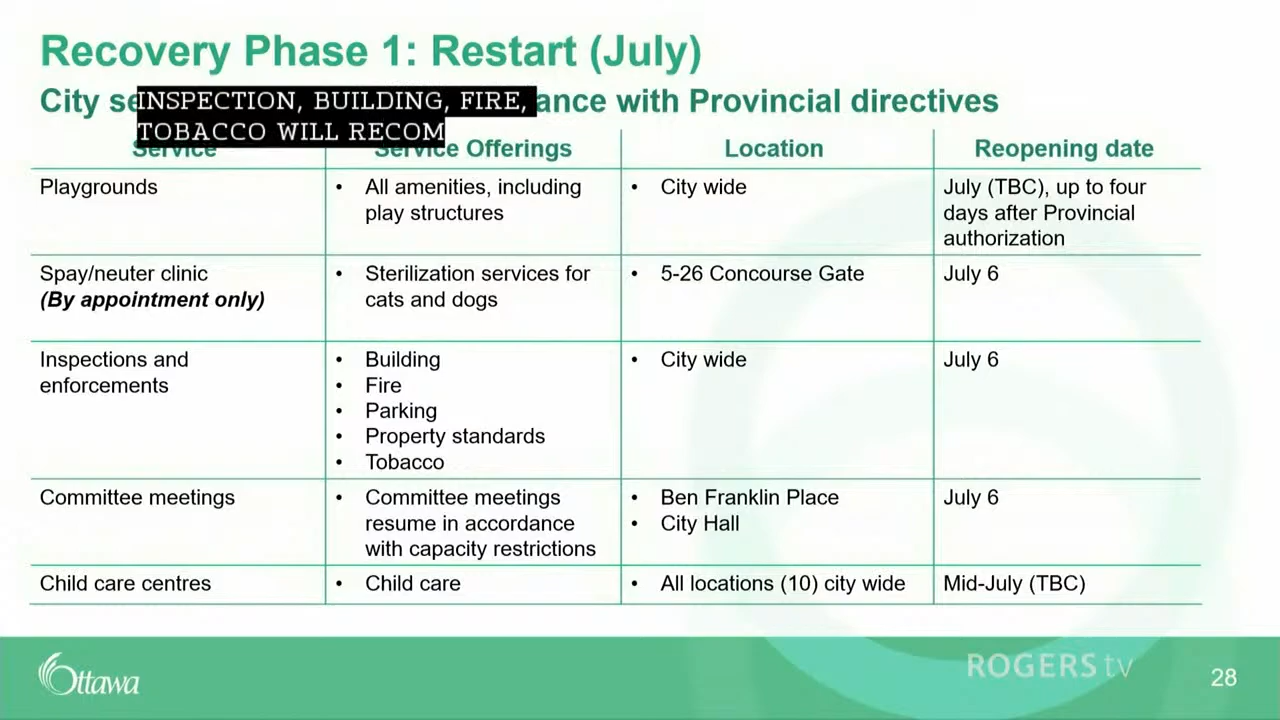 Recovery Phase 1: Restart (July)
City se
ance with Provincial directives
INSPECTION, BUILDING, FIRE,
TOBACCO WILL RECOM
Service
Service Offerings
Location
Reopening date
Playgrounds
• All amenities, including
play structures
• City wide
July (TBC), up to four
days after Provincial
authorization
Spay/neuter clinic
(By appointment only)
• Sterilization services for
cats and dogs
• 5-26 Concourse Gate
July 6
Inspections and
enforcements
• Building
• Fire
• Parking
• Property standards
• Tobacco
• City wide
July 6
Committee meetings
• Committee meetings
resume in accordance
with capacity restrictions
• Ben Franklin Place
• City Hall
July 6
Child care centres
• Child care
• All locations (10) city wide
Mid-July (TBC)
Ottawa
ROGERS tv
28